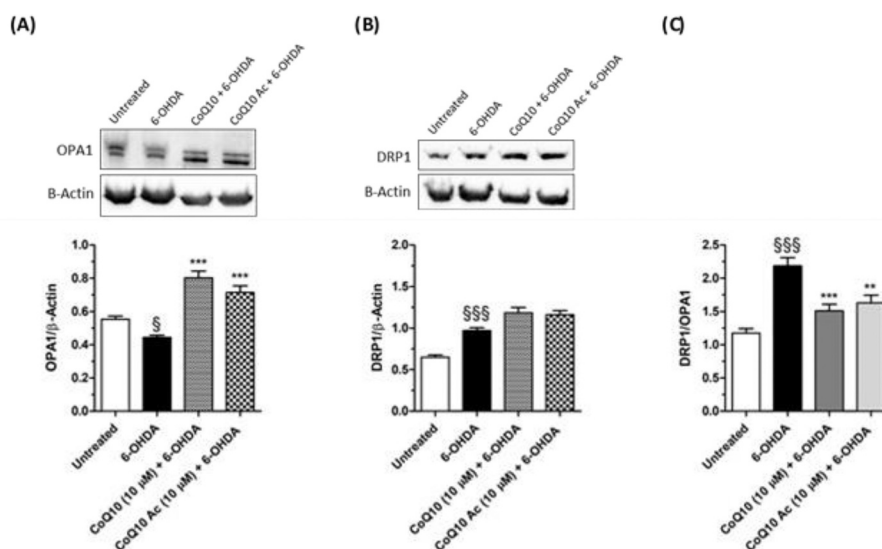 (A)
Untreated
6-OHDA
CoQ10 + 6-OHDA
CoQ10 Ac + 6-OHDA
OPA1
B-Actin
OPA1/β-Actin
1.0
0.8
0.6
0.4
0.2
0.0
§
***
***
Untreated
6-OHDA
CoQ10 (10 µM) + 6-OHDA
CoQ10 Ac (10 µM) + 6-OHDA
(B)
Untreated
6-OHDA
CoQ10 + 6-OHDA
CoQ10 Ac + 6-OHDA
DRP1
B-Actin
DRP1/β-Actin
2.0
1.5
1.0
0.5
0.0
§§§
Untreated
6-OHDA
CoQ10 (10 µM) + 6-OHDA
CoQ10 Ac (10 µM) + 6-OHDA
(C)
DRP1/OPA1
2.5
2.0
1.5
1.0
0.5
0.0
§§§
***
**
Untreated
6-OHDA
CoQ10 (10 µM) + 6-OHDA
CoQ10 Ac (10 µM) + 6-OHDA